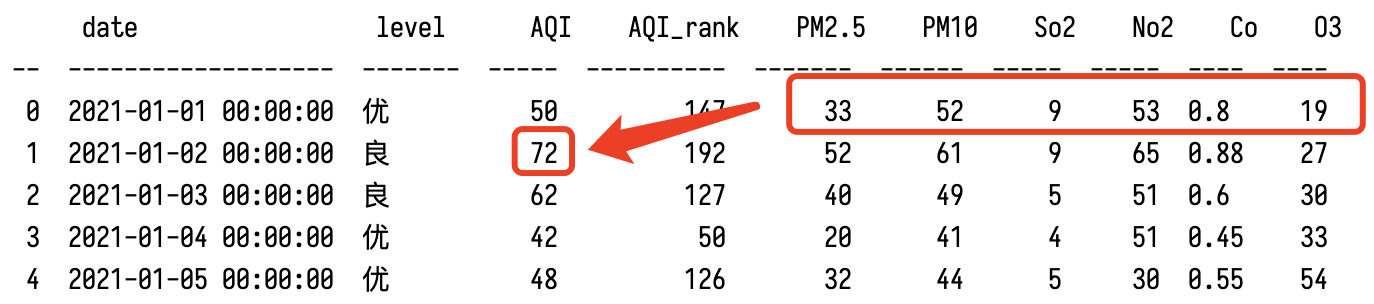 date level AQI AQI_rank PM2.5 PM10 So2 No2 Co O3
-- ------------------- ------- ----- ---------- ------- ------ ----- ----- ---- ----
0 2021-01-01 00:00:00 优 50 147 33 52 9 53 0.8 19
1 2021-01-02 00:00:00 良 72 192 52 61 9 65 0.88 27
2 2021-01-03 00:00:00 良 62 127 40 49 5 51 0.6 30
3 2021-01-04 00:00:00 优 42 50 20 41 4 51 0.45 33
4 2021-01-05 00:00:00 优 48 126 32 44 5 30 0.55 54